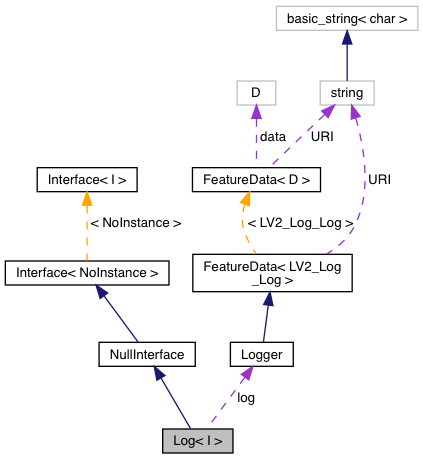 basic_string< char >
D
string
data
URI
Interface< I >
FeatureData< D >
URI
< NoInstance >
< LV2_Log_Log >
Interface< NoInstance >
FeatureData< LV2_Log
_Log >
NullInterface
Logger
log
Log< I >